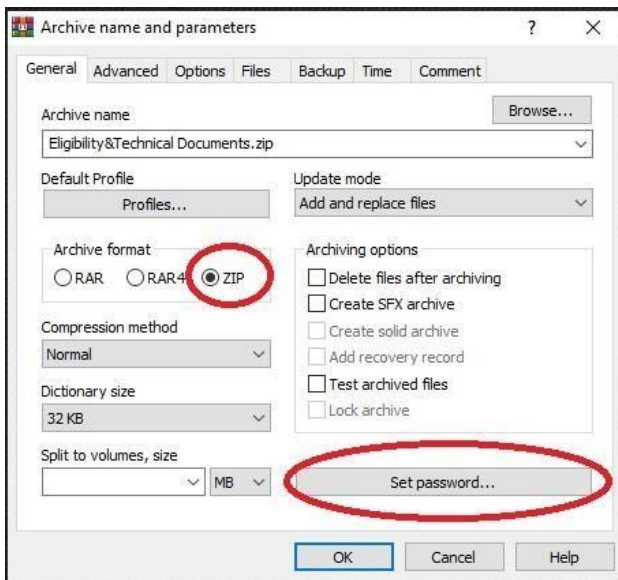 Archive name and parameters
?
General Advanced Options Files Backup Time Comment
Archive name
Browse...
Eligibility&Technical Documents.zip
Default Profile
Profiles...
Update mode
Add and replace files
Archive format
RAR RAR4 ZIP
Compression method
Normal
Dictionary size
32 KB
Split to volumes, size
MB
Archiving options
Delete files after archiving
Create SFX archive
Create solid archive
Add recovery record
Test archived files
Lock archive
Set password...
OK Cancel Help